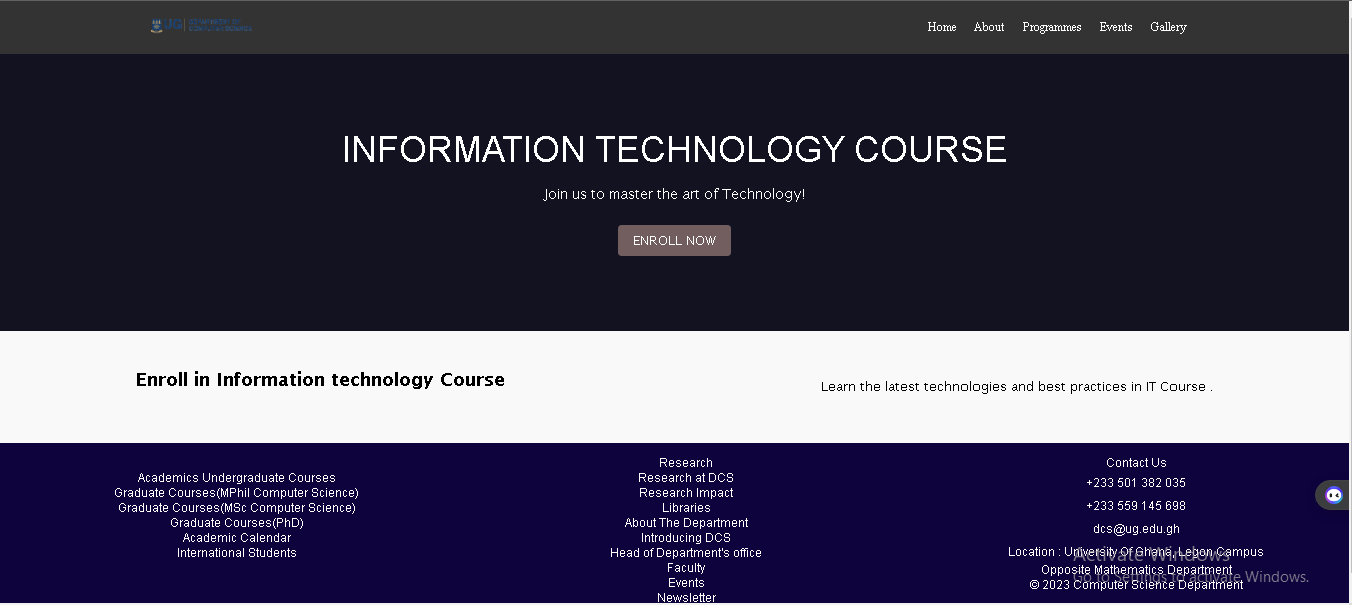 UG
Home About Programmes Events Gallery
INFORMATION TECHNOLOGY COURSE
Join us to master the art of Technology!
ENROLL NOW
Enroll in Information technology Course
Learn the latest technologies and best practices in IT Course .
Academics Undergraduate Courses
Graduate Courses(MPhil Computer Science)
Graduate Courses(MSc Computer Science)
Graduate Courses(PhD)
Academic Calendar
International Students
Research
Research at DCS
Research Impact
Libraries
About The Department
Introducing DCS
Head of Department's office
Faculty
Events
Newsletter
Contact Us
+233 501 382 035
+233 559 145 698
dcs@ug.edu.gh
Location : University Of Ghana, Legon Campus
Opposite Mathematics Department
© 2023 Computer Science Department
Activate Windows
Go to Settings to activate Windows.